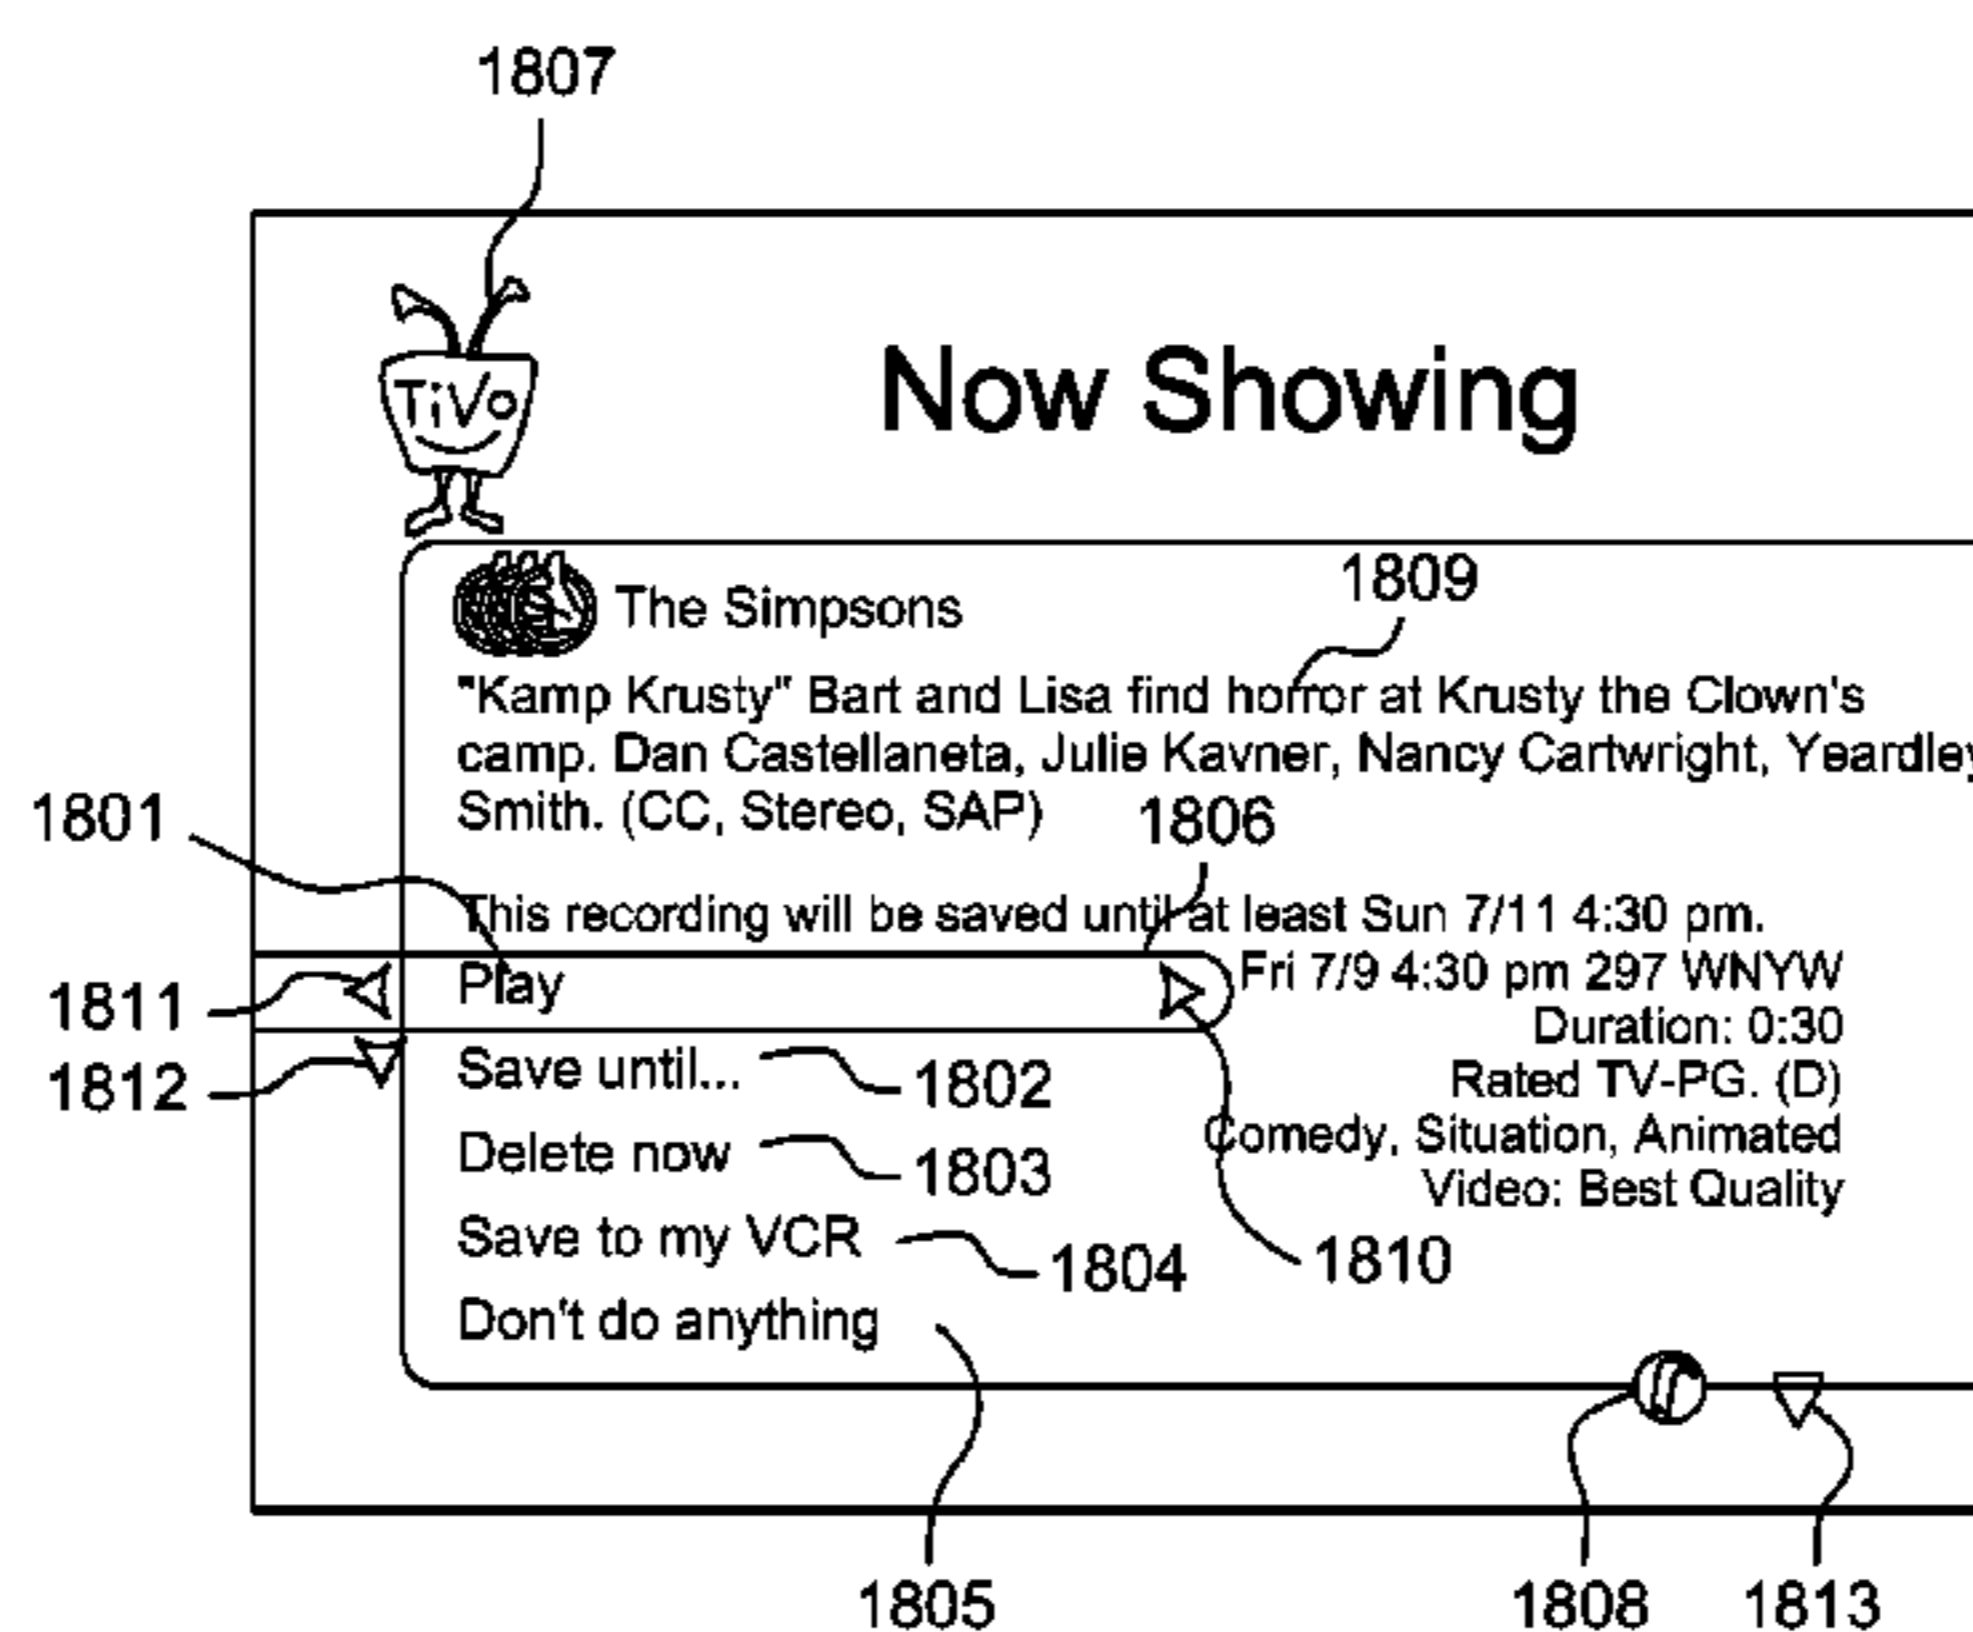 1807
TiVo
Now Showing
The Simpsons
1809
"Kamp Krusty" Bart and Lisa find horror at Krusty the Clown's
camp. Dan Castellaneta, Julie Kavner, Nancy Cartwright, Yeardley
Smith. (CC, Stereo, SAP)
1801
1806
This recording will be saved until at least Sun 7/11 4:30 pm.
1811
Play
Fri 7/9 4:30 pm 297 WNYW
Duration: 0:30
1812
Save until...
1802
Rated TV-PG. (D)
Delete now
1803
Comedy, Situation, Animated
Video: Best Quality
Save to my VCR
1804
1810
Don't do anything
1805
1808
1813